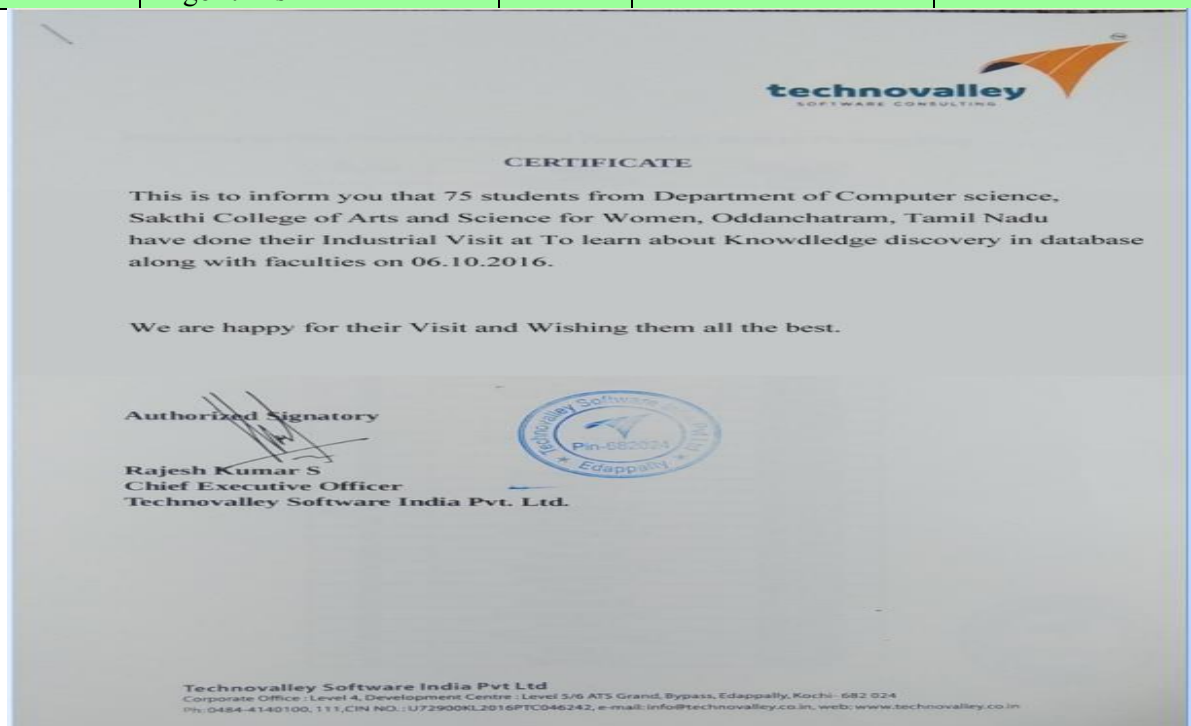 technovalley
SOFTWARE CONSULTING
CERTIFICATE
This is to inform you that 75 students from Department of Computer science,
Sakthi College of Arts and Science for Women, Oddanchatram, Tamil Nadu
have done their Industrial Visit at To learn about Knowdledge discovery in database
along with faculties on 06.10.2016.
We are happy for their Visit and Wishing them all the best.
Authorized Signatory
Technovalley Software
Pin-682024
Edappally
Rajesh Kumar S
Chief Executive Officer
Technovalley Software India Pvt. Ltd.
Technovalley Software India Pvt Ltd
Corporate Office : Level 4, Development Centre : Level 5/6 ATS Grand, Bypass, Edappally, Kochi- 682 024
Ph: 0484-4140100, 111,CIN NO. : U72900KL2016PTC046242, e-mail: info@technovalley.co.in, web: www.technovalley.co.in